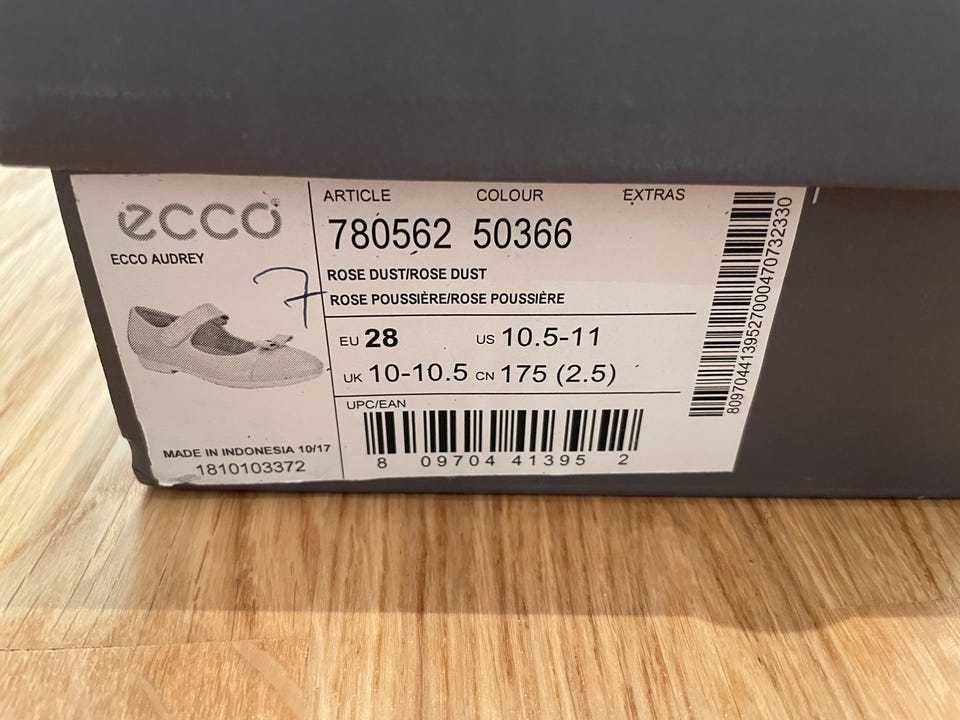 ecco
ECCO AUDREY
7
MADE IN INDONESIA 10/17
1810103372
ARTICLE COLOUR EXTRAS
780562 50366
ROSE DUST/ROSE DUST
ROSE POUSSIÈRE/ROSE POUSSIÈRE
EU 28 US 10.5-11
UK 10-10.5 CN 175 (2.5)
UPC/EAN
8 09704 41395 2
809704413952700047073 2330